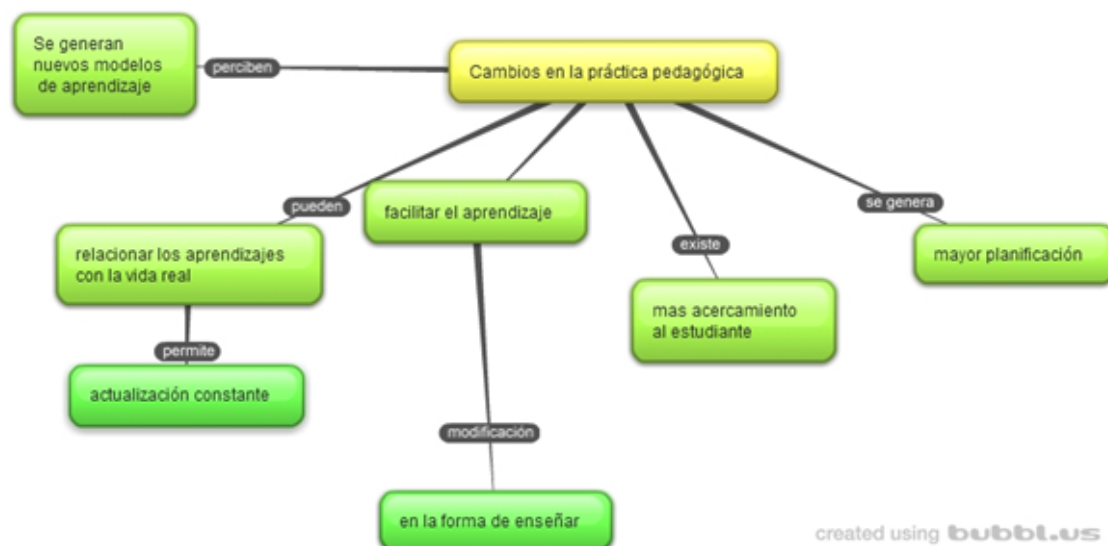 Se generan
nuevos modelos
de aprendizaje
perciben
Cambios en la práctica pedagógica
pueden
facilitar el aprendizaje
se genera
relacionar los aprendizajes
con la vida real
existe
mayor planificación
mas acercamiento
al estudiante
permite
actualización constante
modificación
en la forma de enseñar
created using bubbl.us